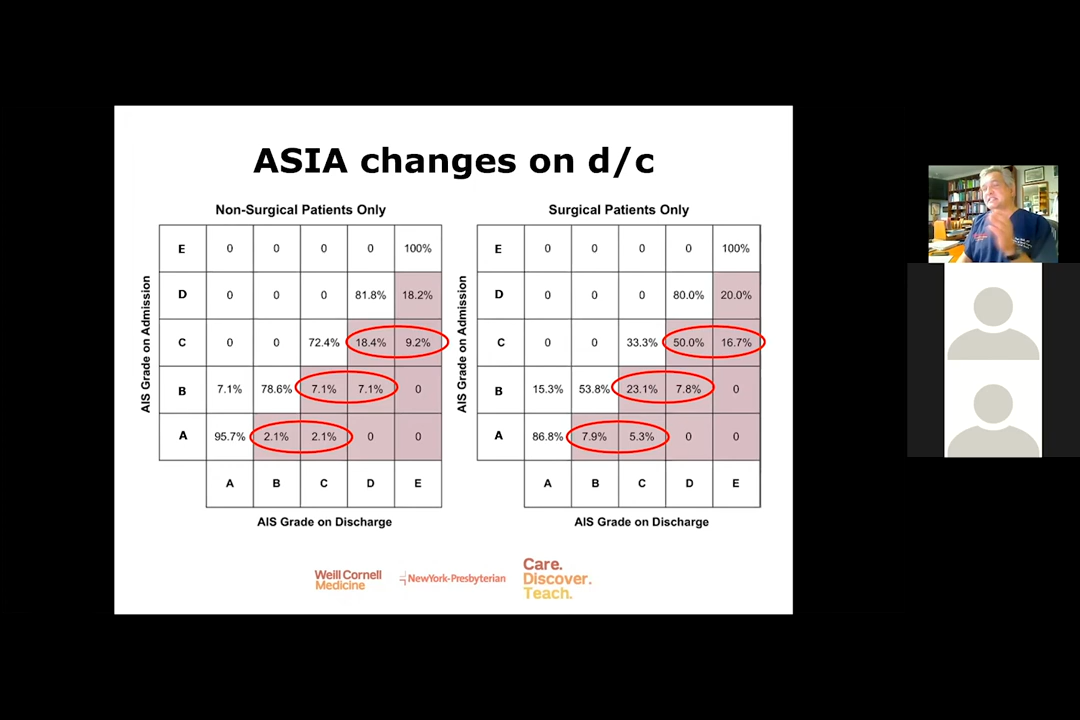 ASIA changes on d/c
Non-Surgical Patients Only
AIS Grade on Admission
E 0 0 0 0 100%
D 0 0 0 81.8% 18.2%
C 0 0 72.4% 18.4% 9.2%
B 7.1% 78.6% 7.1% 7.1% 0
A 95.7% 2.1% 2.1% 0 0
A B C D E
AIS Grade on Discharge
Surgical Patients Only
AIS Grade on Admission
E 0 0 0 0 100%
D 0 0 0 80.0% 20.0%
C 0 0 33.3% 50.0% 16.7%
B 15.3% 53.8% 23.1% 7.8% 0
A 86.8% 7.9% 5.3% 0 0
A B C D E
AIS Grade on Discharge
Weill Cornell
Medicine
NewYork-Presbyterian
Care.
Discover.
Teach.